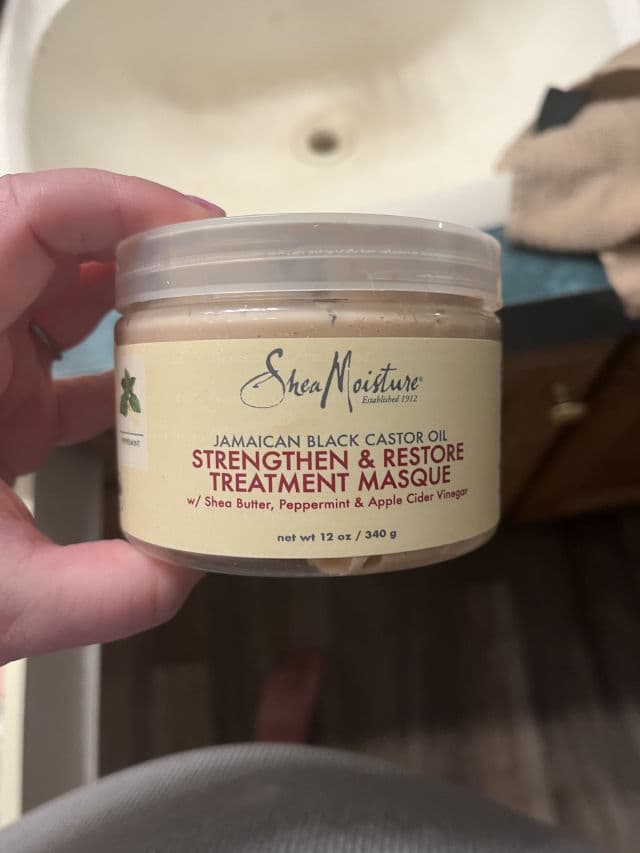 SheaMoisture®
Established 1912
PEPPERMINT
JAMAICAN BLACK CASTOR OIL
STRENGTHEN & RESTORE
TREATMENT MASQUE
w/ Shea Butter, Peppermint & Apple Cider Vinegar
net wt 12 oz / 340 g